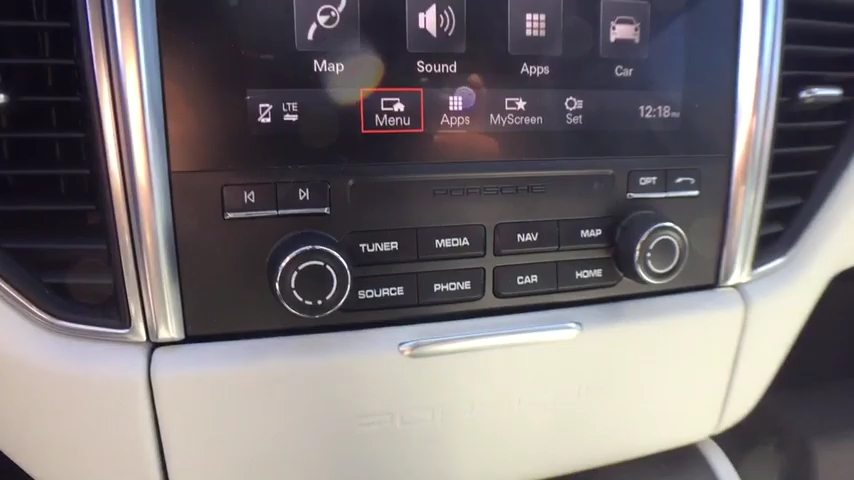 Map Sound Apps Car
LTE Menu Apps MyScreen Set 12:18
PORSCHE OPT
TUNER MEDIA NAV MAP
SOURCE PHONE CAR HOME